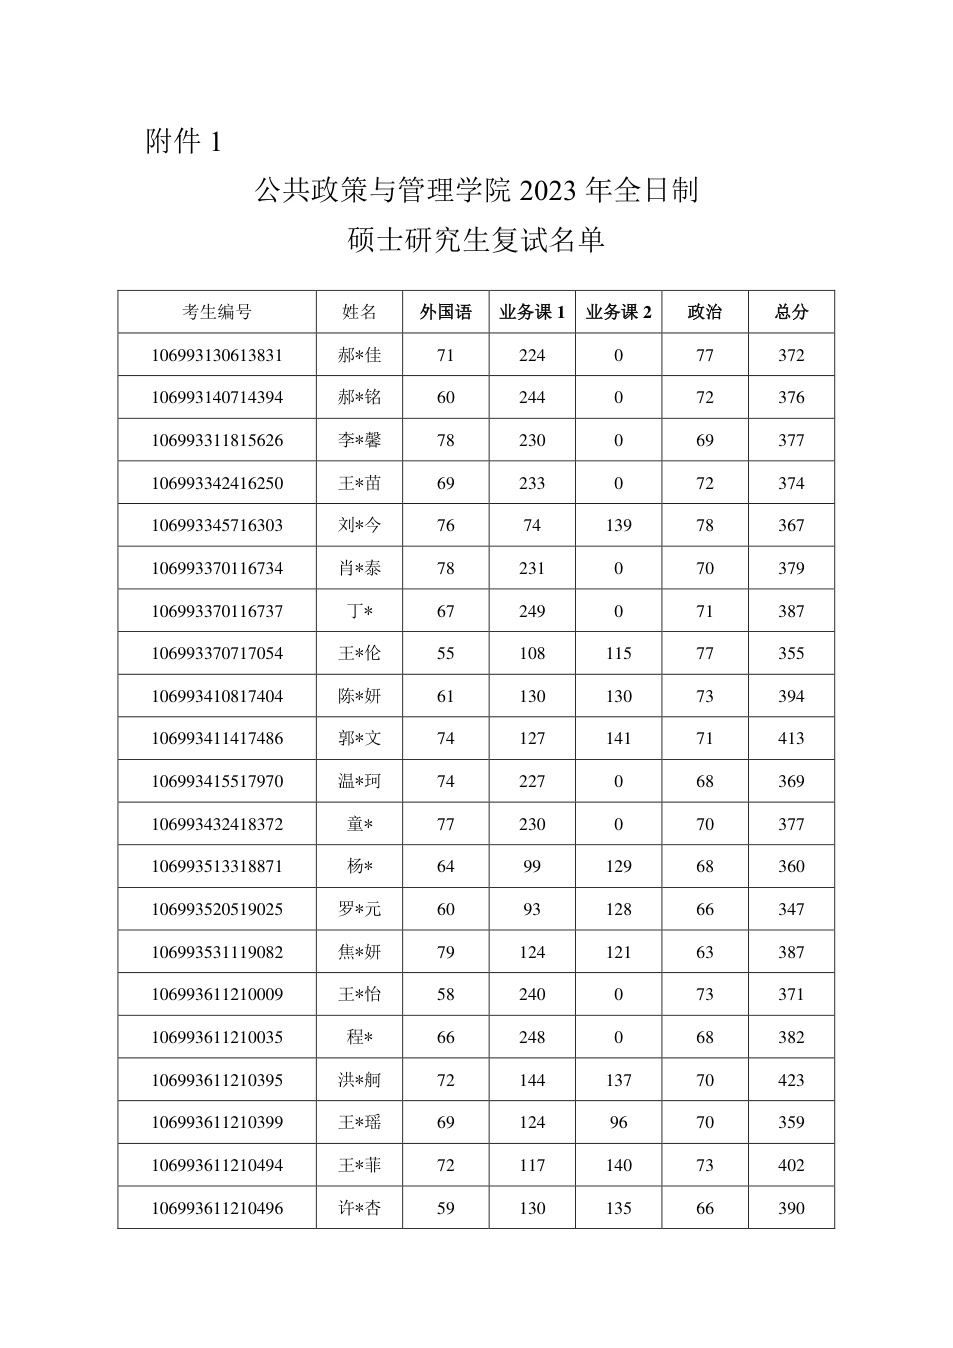 附件 1
公共政策与管理学院 2023 年全日制
硕士研究生复试名单
考生编号 姓名 外国语 业务课 1 业务课 2 政治 总分
106993130613831 郝*佳 71 224 0 77 372
106993140714394 郝*铭 60 244 0 72 376
106993311815626 李*馨 78 230 0 69 377
106993342416250 王*苗 69 233 0 72 374
106993345716303 刘*今 76 74 139 78 367
106993370116734 肖*泰 78 231 0 70 379
106993370116737 丁* 67 249 0 71 387
106993370717054 王*伦 55 108 115 77 355
106993410817404 陈*妍 61 130 130 73 394
106993411417486 郭*文 74 127 141 71 413
106993415517970 温*珂 74 227 0 68 369
106993432418372 童* 77 230 0 70 377
106993513318871 杨* 64 99 129 68 360
106993520519025 罗*元 60 93 128 66 347
106993531119082 焦*妍 79 124 121 63 387
106993611210009 王*怡 58 240 0 73 371
106993611210035 程* 66 248 0 68 382
106993611210395 洪*舸 72 144 137 70 423
106993611210399 王*瑶 69 124 96 70 359
106993611210494 王*菲 72 117 140 73 402
106993611210496 许*杏 59 130 135 66 390